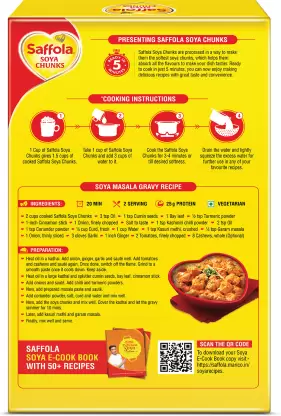 Saffola
SOYA
CHUNKS
PRESENTING SAFFOLA SOYA CHUNKS
Saffola Soya Chunks are processed in a way to make
them the softest soya chunks, which helps them
absorb all the flavours to make your dish tastier. Ready
to cook in just 5 minutes, you can now enjoy making
delicious recipes with great taste and convenience.
5
*COOKING INSTRUCTIONS
1
2
3
4
1 Cup of Saffola Soya
Chunks gives 1.5 cups of
cooked Saffola Soya Chunks.
Take 1 cup of Saffola
Soya Chunks and add 3 cups of
water to it.
Cook the Saffola Soya
Chunks for 3-4 minutes or
till desired softness.
Drain the water and lightly
squeeze the excess water for
further use in any of your
favourite recipes.
SOYA MASALA GRAVY RECIPE
INGREDIENTS:
20 MIN
2 SERVING
25g PROTEIN
VEGETARIAN
2 cups cooked Saffola Soya Chunks
2 tsp Oil
1 tsp Cumin seeds
1 Bay leaf
½ tsp Turmeric powder
1-inch Cinnamon stick
1 Onion, finely chopped
Salt to taste
1 tsp Kashmiri chilli powder
2 tsp Oil
1 tsp Coriander powder
¼ cup Curd, fresh
1 cup Water
1 tsp Kasuri methi, crushed
½ tsp Garam masala
1 Onion, finely sliced
3 cloves Garlic
1 inch Ginger
2 Tomatoes, finely chopped
8 Cashews, whole (Optional)
PREPARATION:
Heat oil in a kadhai. Add onion, ginger, garlic and sauté well. Add tomatoes
and cashews and sauté again. Once done, switch off the flame. Grind to a
smooth paste once it cools down. Keep aside.
Heat oil in a large kadhai and splutter cumin seeds, bay leaf, cinnamon stick.
Add onions and sauté. Add chilli and turmeric powders.
Now, add prepared masala paste and sauté.
Add coriander powder, salt, curd and water and mix well.
Now, add the soya chunks and mix well. Cover the kadhai and let the gravy
simmer for 15 mins.
Later, add kasuri methi and garam masala.
Finally, mix well and serve.
SAFFOLA
SOYA E-COOK BOOK
WITH 50+ RECIPES
SCAN THE QR CODE
To download your Soya
E-Cook Book copy visit-
https://saffola.marico.in/
soyarecipes.